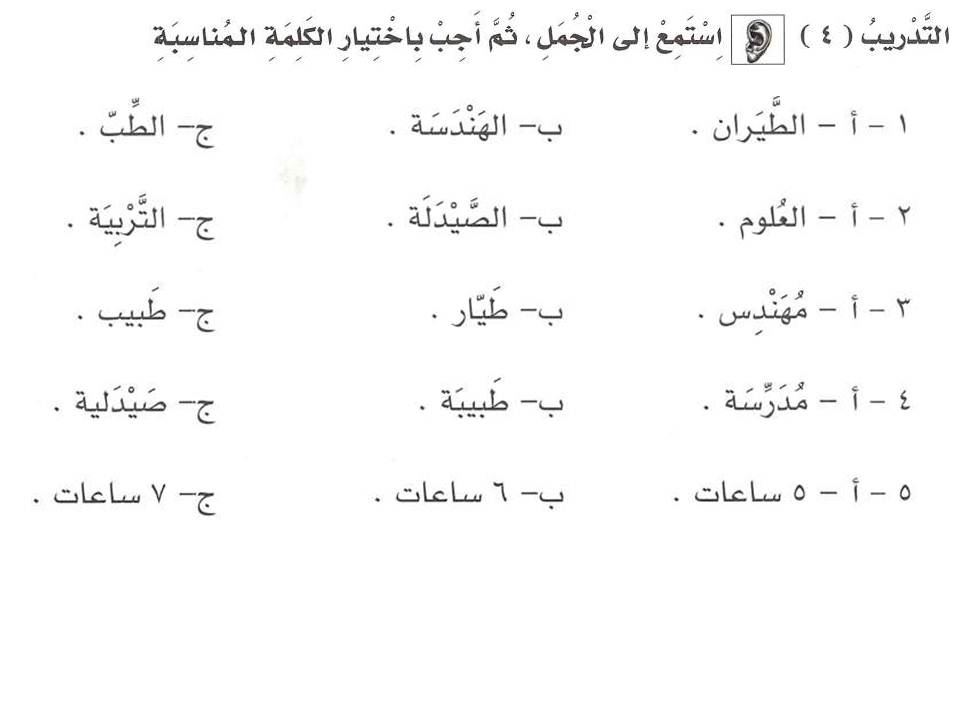 التَّدْريبُ ( ٤ ) اِسْتَمِعْ إلى الْجُمَلِ ، ثُمَّ أَجِبْ بِاخْتِيارِ الكَلِمَةِ المُناسِبَةِ
١ - أ - الطَّيَران . ب- الهَنْدَسَة . ج- الطِّبّ .
٢ - أ - العُلوم . ب- الصَّيْدَلَة . ج- التَّرْبِيَة .
٣ - أ - مُهَنْدِس . ب- طَيّار . ج- طَبيب .
٤ - أ - مُدَرِّسَة . ب- طَبيبَة . ج- صَيْدَلية .
٥ - أ - ٥ ساعات . ب- ٦ ساعات . ج- ٧ ساعات .